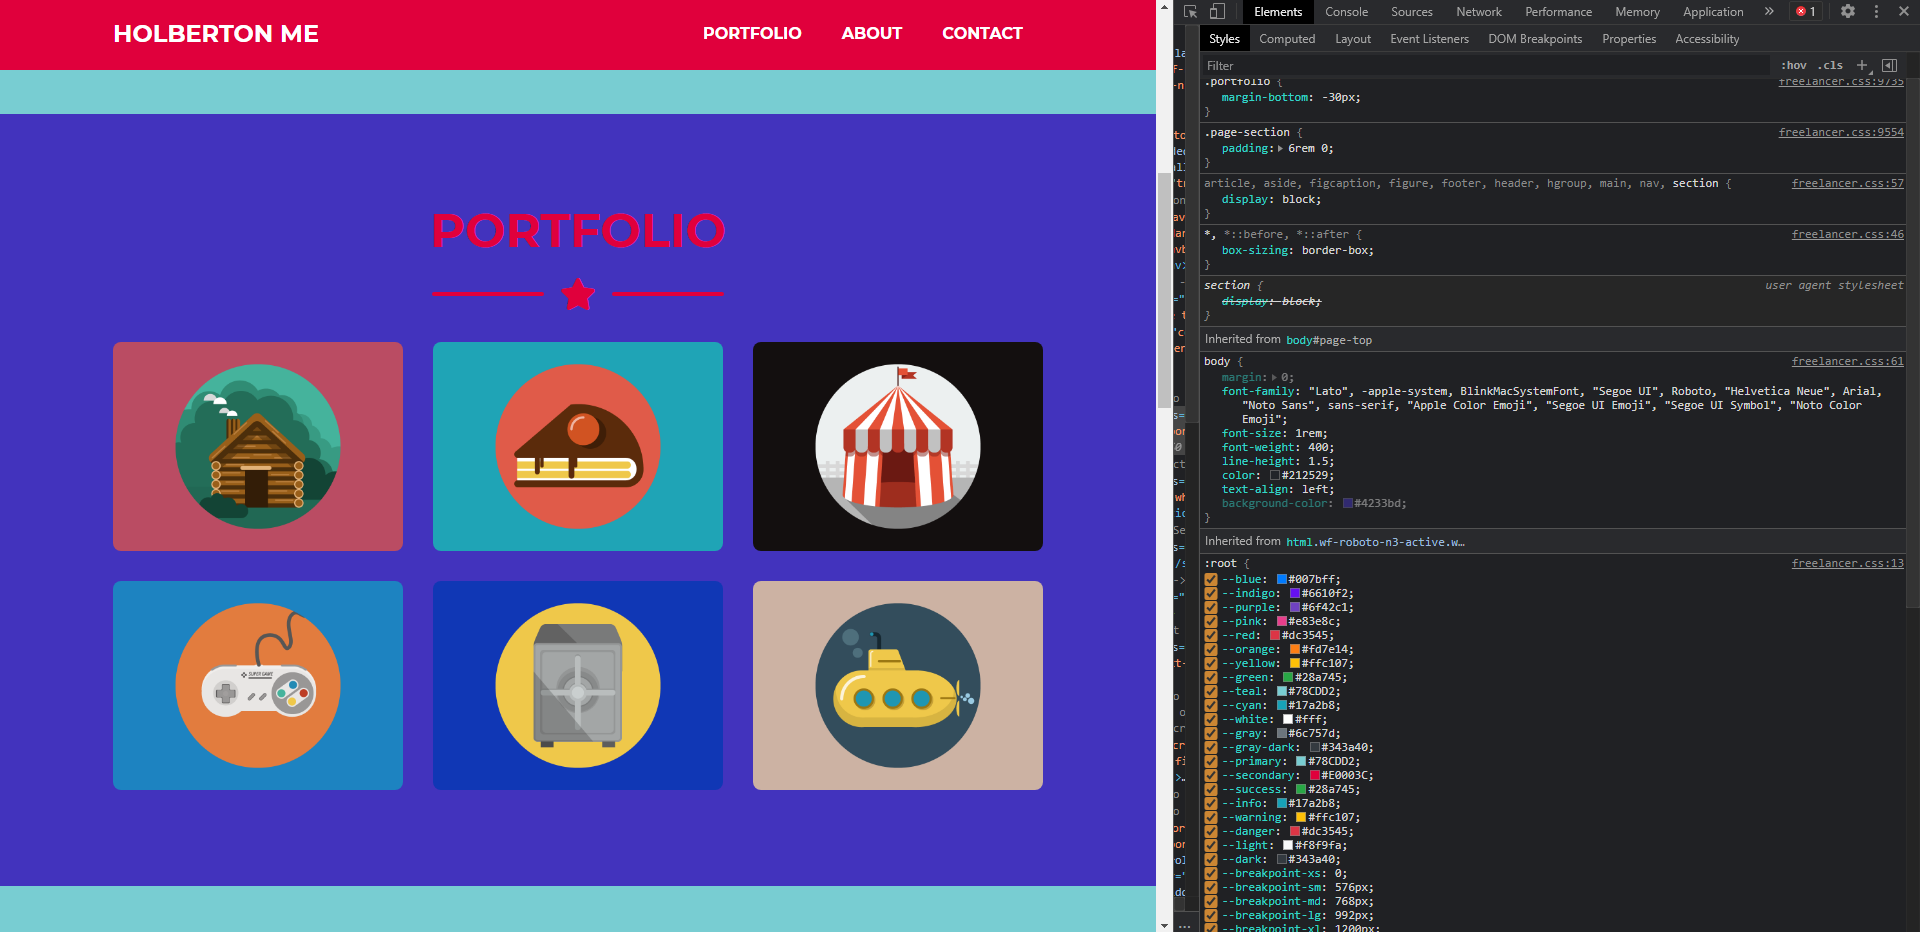 HOLBERTON ME
PORTFOLIO ABOUT CONTACT
PORTFOLIO
SUPER GAME
Elements Console Sources Network Performance Memory Application » 1
Styles Computed Layout Event Listeners DOM Breakpoints Properties Accessibility
Filter :hov .cls +
.portfolio { freelancer.css:9735
margin-bottom: -30px;
}
.page-section { freelancer.css:9554
padding: 6rem 0;
}
article, aside, figcaption, figure, footer, header, hgroup, main, nav, section { freelancer.css:57
display: block;
}
*, *::before, *::after { freelancer.css:46
box-sizing: border-box;
}
section { user agent stylesheet
display: block;
}
Inherited from body#page-top
body { freelancer.css:61
margin: 0;
font-family: "Lato", -apple-system, BlinkMacSystemFont, "Segoe UI", Roboto, "Helvetica Neue", Arial,
"Noto Sans", sans-serif, "Apple Color Emoji", "Segoe UI Emoji", "Segoe UI Symbol", "Noto Color
Emoji";
font-size: 1rem;
font-weight: 400;
line-height: 1.5;
color: #212529;
text-align: left;
background-color: #4233bd;
}
Inherited from html.wf-roboto-n3-active.w…
:root { freelancer.css:13
--blue: #007bff;
--indigo: #6610f2;
--purple: #6f42c1;
--pink: #e83e8c;
--red: #dc3545;
--orange: #fd7e14;
--yellow: #ffc107;
--green: #28a745;
--teal: #78CDD2;
--cyan: #17a2b8;
--white: #fff;
--gray: #6c757d;
--gray-dark: #343a40;
--primary: #78CDD2;
--secondary: #E0003C;
--success: #28a745;
--info: #17a2b8;
--warning: #ffc107;
--danger: #dc3545;
--light: #f8f9fa;
--dark: #343a40;
--breakpoint-xs: 0;
--breakpoint-sm: 576px;
--breakpoint-md: 768px;
--breakpoint-lg: 992px;
--breakpoint-xl: 1200px;